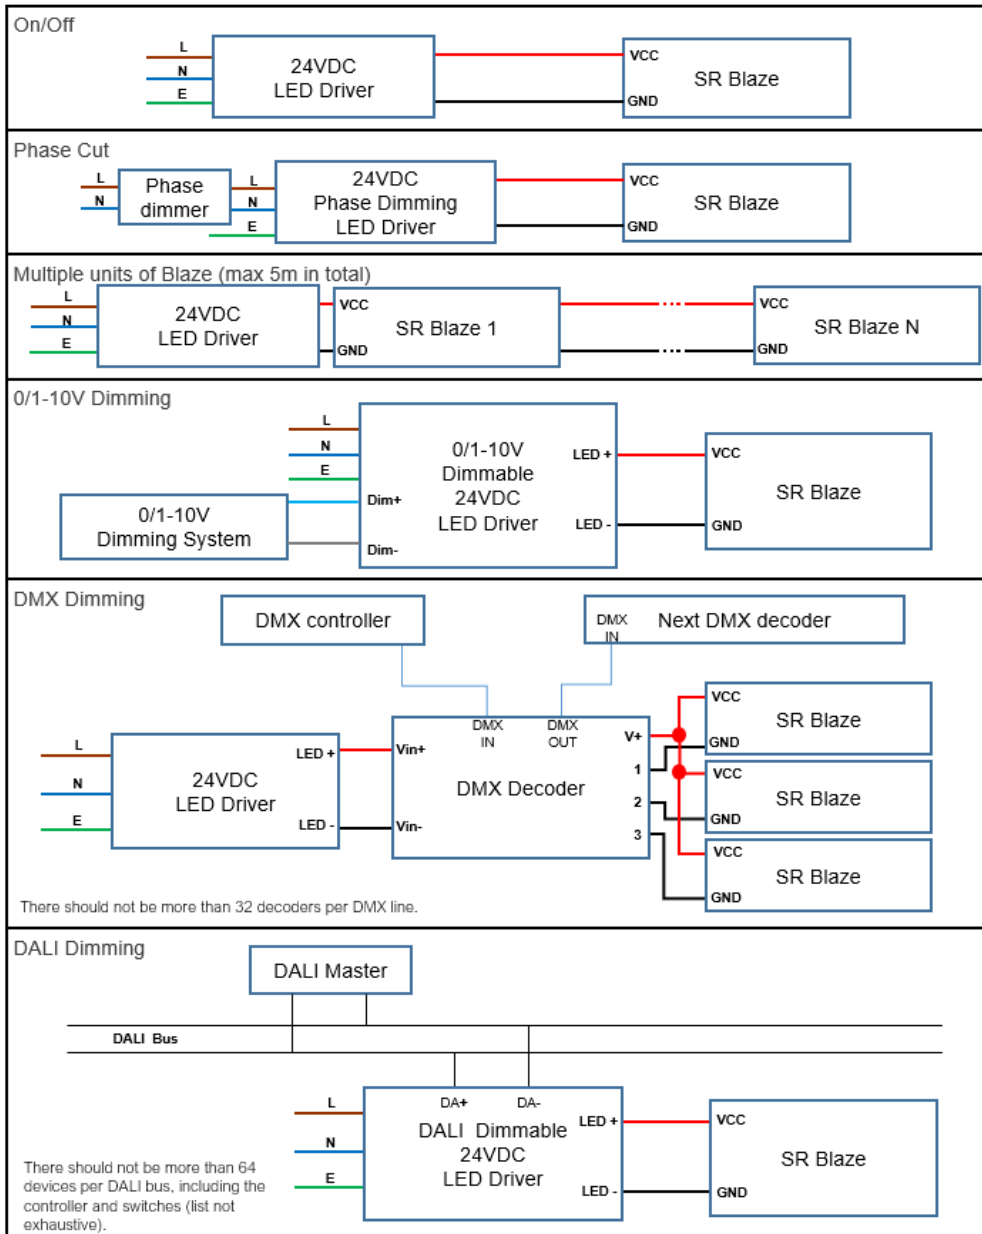 On/Off
L
N
E
24VDC
LED Driver
VCC
GND
SR Blaze
Phase Cut
L
N
Phase
dimmer
L
N
E
24VDC
Phase Dimming
LED Driver
VCC
GND
SR Blaze
Multiple units of Blaze (max 5m in total)
L
N
E
24VDC
LED Driver
VCC
GND
SR Blaze 1
VCC
GND
SR Blaze N
0/1-10V Dimming
L
N
E
0/1-10V
Dimming System
Dim+
Dim-
0/1-10V
Dimmable
24VDC
LED Driver
LED +
LED -
VCC
GND
SR Blaze
DMX Dimming
DMX controller
DMX
IN
Next DMX decoder
L
N
E
24VDC
LED Driver
LED +
LED -
Vin+
Vin-
DMX
IN
DMX
OUT
DMX Decoder
V+
1
2
3
VCC
GND
SR Blaze
VCC
GND
SR Blaze
VCC
GND
SR Blaze
There should not be more than 32 decoders per DMX line.
DALI Dimming
DALI Master
DALI Bus
L
N
E
DA+
DA-
DALI Dimmable
24VDC
LED Driver
LED +
LED -
VCC
GND
SR Blaze
There should not be more than 64
devices per DALI bus, including the
controller and switches (list not
exhaustive).